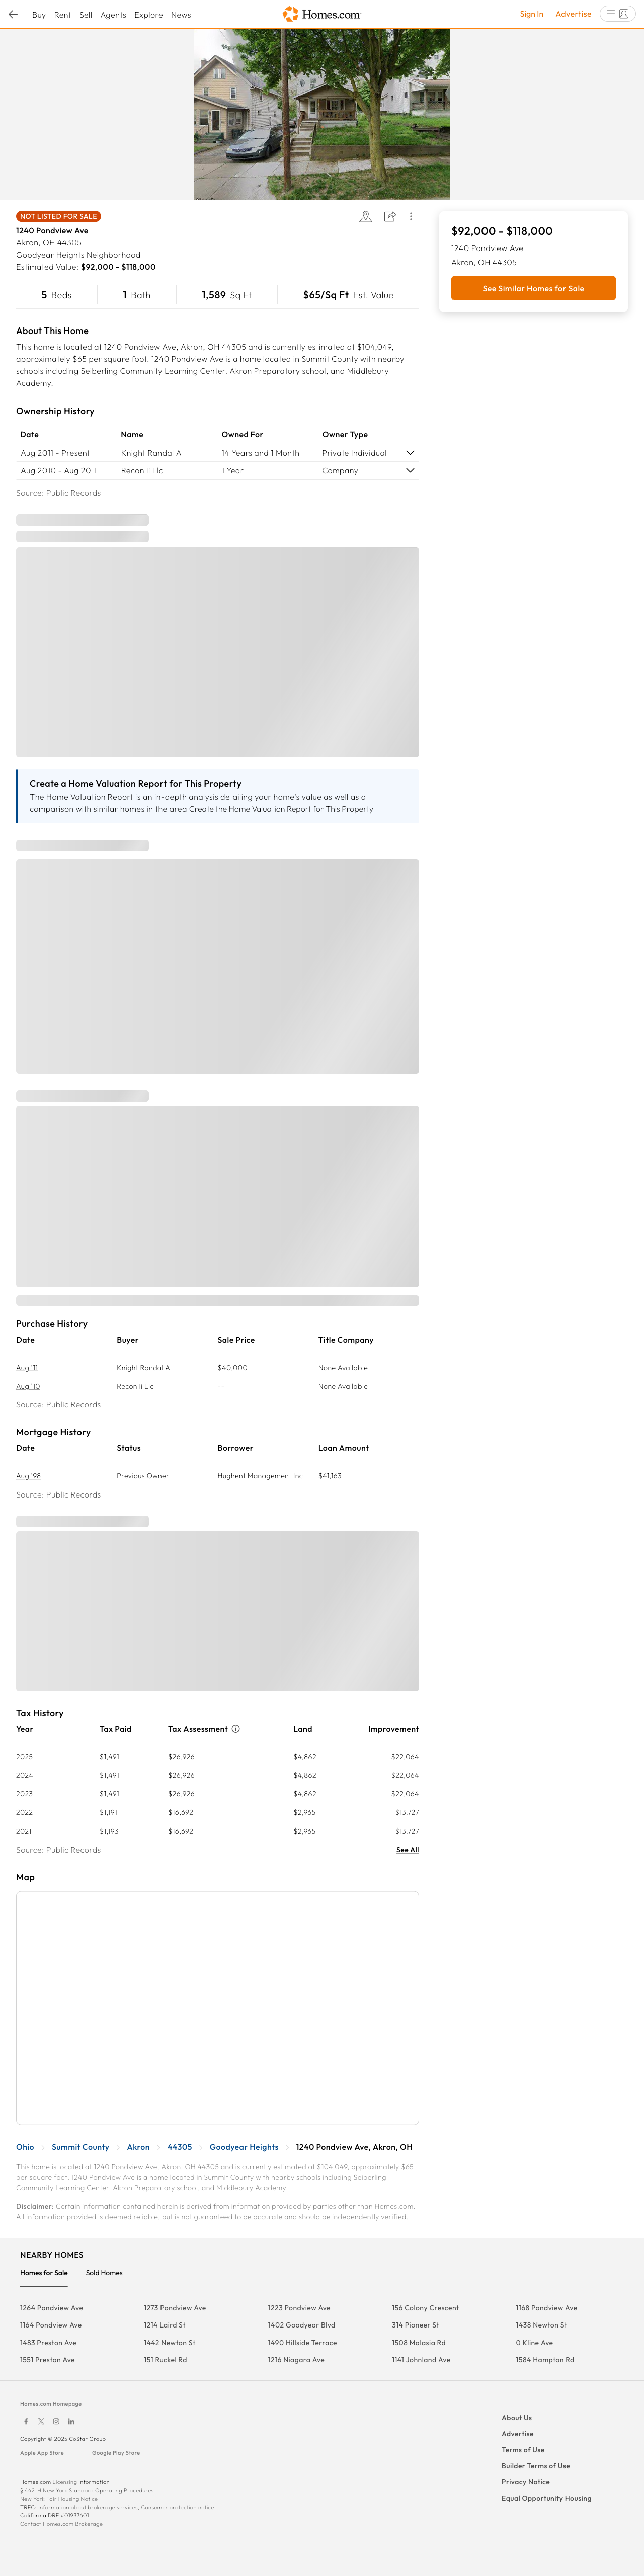 Buy Rent Sell Agents Explore News
Homes.com
Sign In Advertise
NOT LISTED FOR SALE
1240 Pondview Ave
Akron, OH 44305
Goodyear Heights Neighborhood
Estimated Value: $92,000 - $118,000
5 Beds 1 Bath 1,589 Sq Ft $65/Sq Ft Est. Value
$92,000 - $118,000
1240 Pondview Ave
Akron, OH 44305
See Similar Homes for Sale
About This Home
This home is located at 1240 Pondview Ave, Akron, OH 44305 and is currently estimated at $104,049,
approximately $65 per square foot. 1240 Pondview Ave is a home located in Summit County with nearby
schools including Seiberling Community Learning Center, Akron Preparatory school, and Middlebury
Academy.
Ownership History
Date Name Owned For Owner Type
Aug 2011 - Present Knight Randal A 14 Years and 1 Month Private Individual
Aug 2010 - Aug 2011 Recon Ii Llc 1 Year Company
Source: Public Records
Create a Home Valuation Report for This Property
The Home Valuation Report is an in-depth analysis detailing your home's value as well as a
comparison with similar homes in the area Create the Home Valuation Report for This Property
Purchase History
Date Buyer Sale Price Title Company
Aug '11 Knight Randal A $40,000 None Available
Aug '10 Recon Ii Llc -- None Available
Source: Public Records
Mortgage History
Date Status Borrower Loan Amount
Aug '98 Previous Owner Hughent Management Inc $41,163
Source: Public Records
Tax History
Year Tax Paid Tax Assessment Land Improvement
2025 $1,491 $26,926 $4,862 $22,064
2024 $1,491 $26,926 $4,862 $22,064
2023 $1,491 $26,926 $4,862 $22,064
2022 $1,191 $16,692 $2,965 $13,727
2021 $1,193 $16,692 $2,965 $13,727
Source: Public Records See All
Map
Ohio Summit County Akron 44305 Goodyear Heights 1240 Pondview Ave, Akron, OH
This home is located at 1240 Pondview Ave, Akron, OH 44305 and is currently estimated at $104,049, approximately $65
per square foot. 1240 Pondview Ave is a home located in Summit County with nearby schools including Seiberling
Community Learning Center, Akron Preparatory school, and Middlebury Academy.
Disclaimer: Certain information contained herein is derived from information provided by parties other than Homes.com.
All information provided is deemed reliable, but is not guaranteed to be accurate and should be independently verified.
NEARBY HOMES
Homes for Sale Sold Homes
1264 Pondview Ave 1273 Pondview Ave 1223 Pondview Ave 156 Colony Crescent 1168 Pondview Ave
1164 Pondview Ave 1214 Laird St 1402 Goodyear Blvd 314 Pioneer St 1438 Newton St
1483 Preston Ave 1442 Newton St 1490 Hillside Terrace 1508 Malasia Rd 0 Kline Ave
1551 Preston Ave 151 Ruckel Rd 1216 Niagara Ave 1141 Johnland Ave 1584 Hampton Rd
Homes.com Homepage
Copyright © 2025 CoStar Group
Apple App Store Google Play Store
Homes.com Licensing Information
§ 442-H New York Standard Operating Procedures
New York Fair Housing Notice
TREC: Information about brokerage services, Consumer protection notice
California DRE #01937601
Contact Homes.com Brokerage
About Us
Advertise
Terms of Use
Builder Terms of Use
Privacy Notice
Equal Opportunity Housing